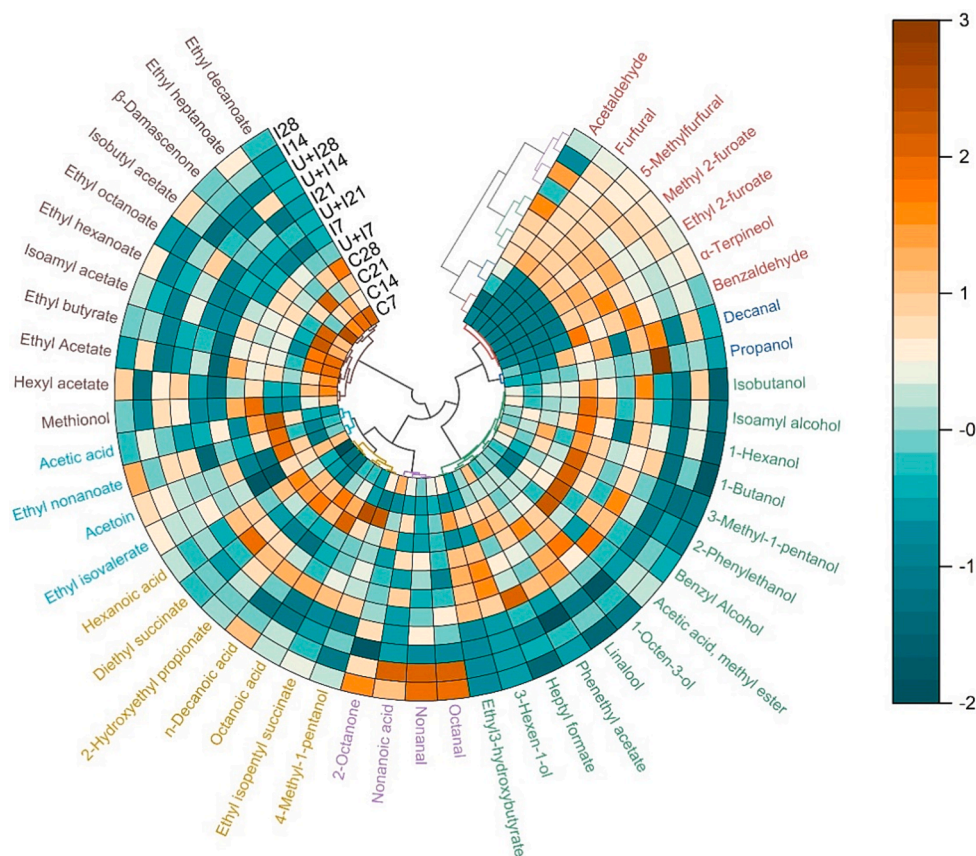 Ethyl decanoate
Ethyl heptanoate
β-Damascenone
Isobutyl acetate
Ethyl octanoate
Ethyl hexanoate
Isoamyl acetate
Ethyl butyrate
Ethyl Acetate
Hexyl acetate
Methionol
Acetic acid
Ethyl nonanoate
Acetoin
Ethyl isovalerate
Hexanoic acid
Diethyl succinate
2-Hydroxyethyl propionate
n-Decanoic acid
Octanoic acid
Ethyl isopentyl succinate
4-Methyl-1-pentanol
2-Octanone
Nonanoic acid
Nonanal
Octanal
Ethyl3-hydroxybutyrate
3-Hexen-1-ol
Heptyl formate
Phenethyl acetate
Linalool
1-Octen-3-ol
Acetic acid, methyl ester
Benzyl Alcohol
2-Phenylethanol
3-Methyl-1-pentanol
1-Butanol
1-Hexanol
Isoamyl alcohol
Isobutanol
Propanol
Decanal
Benzaldehyde
α-Terpineol
Ethyl 2-furoate
Methyl 2-furoate
5-Methylfurfural
Furfural
Acetaldehyde
I28
I14
U+I28
U+I14
I21
U+I21
I7
U+I7
C28
C21
C14
C7
3
2
1
-0
-1
-2